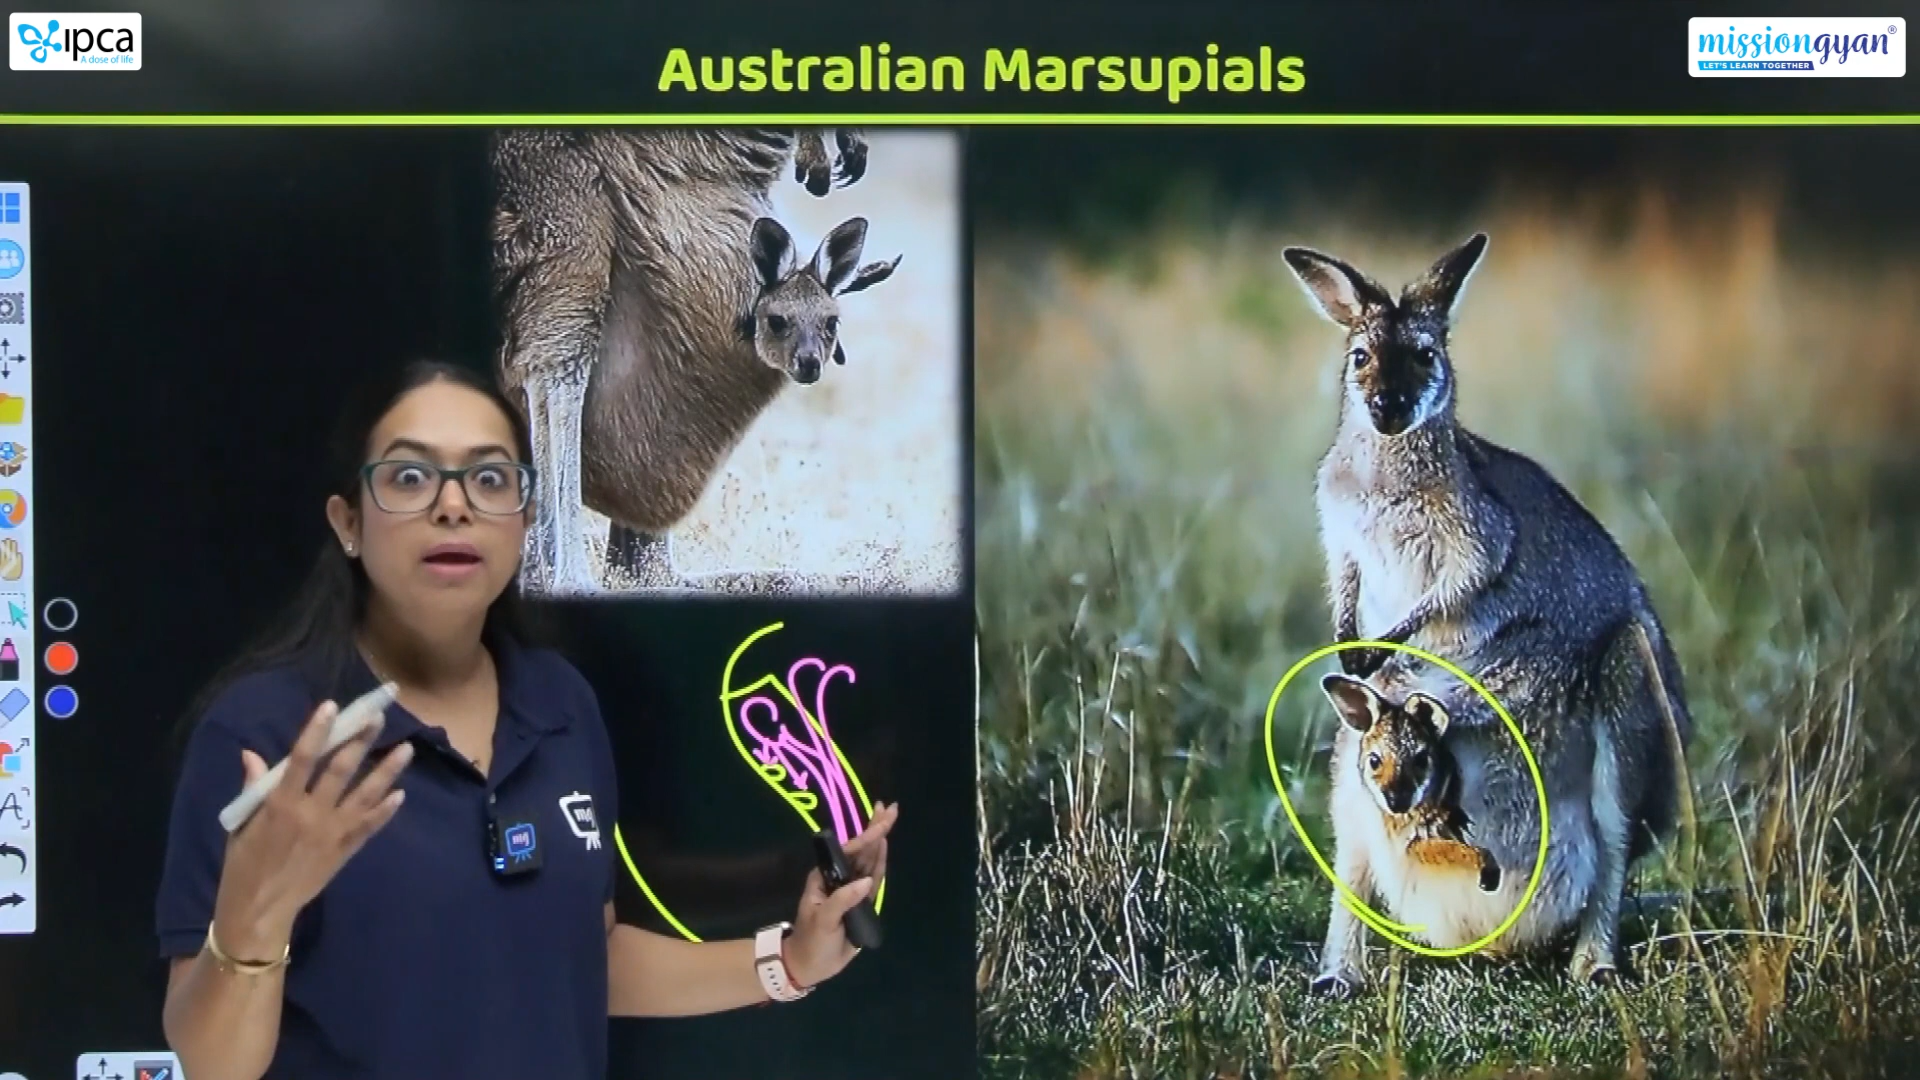 ipca
A dose of life
missiongyan®
LET'S LEARN TOGETHER
Australian Marsupials